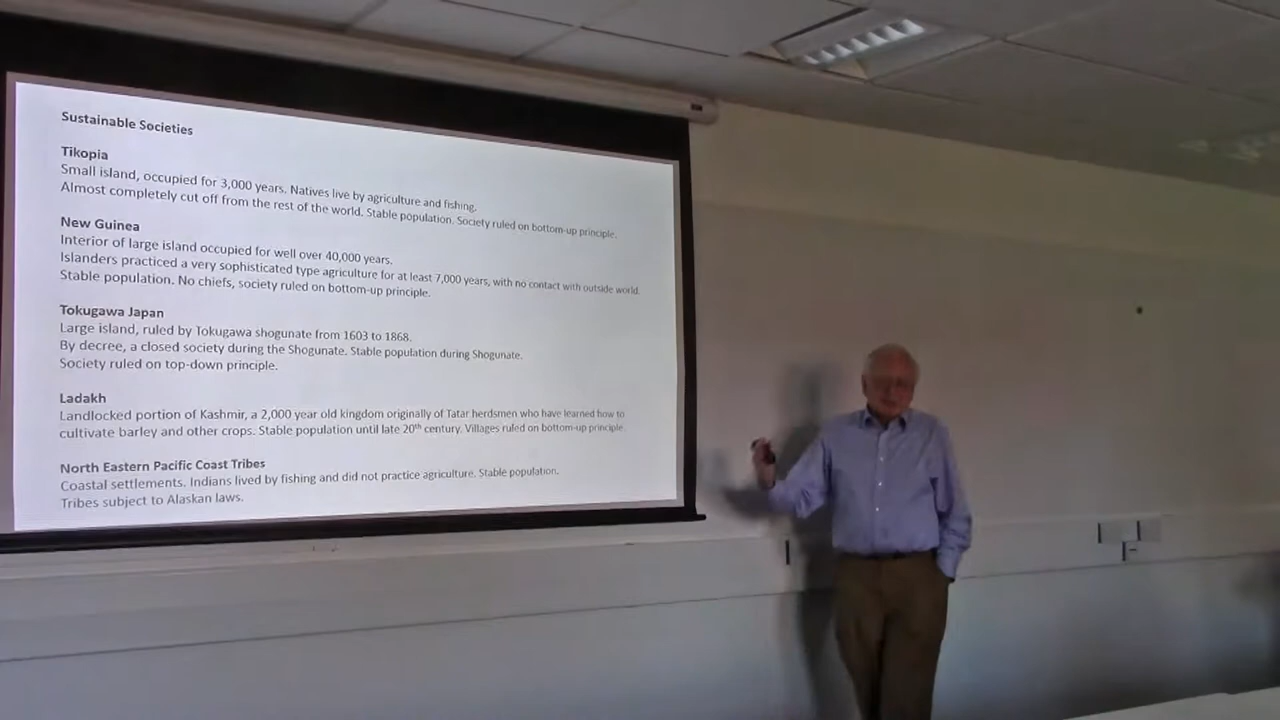 Sustainable Societies
Tikopia
Small island, occupied for 3,000 years. Natives live by agriculture and fishing.
Almost completely cut off from the rest of the world. Stable population. Society ruled on bottom-up principle.
New Guinea
Interior of large island occupied for well over 40,000 years.
Islanders practiced a very sophisticated type agriculture for at least 7,000 years, with no contact with outside world.
Stable population. No chiefs, society ruled on bottom-up principle.
Tokugawa Japan
Large island, ruled by Tokugawa shogunate from 1603 to 1868.
By decree, a closed society during the Shogunate. Stable population during Shogunate.
Society ruled on top-down principle.
Ladakh
Landlocked portion of Kashmir, a 2,000 year old kingdom originally of Tatar herdsmen who have learned how to
cultivate barley and other crops. Stable population until late 20th century. Villages ruled on bottom-up principle.
North Eastern Pacific Coast Tribes
Coastal settlements. Indians lived by fishing and did not practice agriculture. Stable population.
Tribes subject to Alaskan laws.